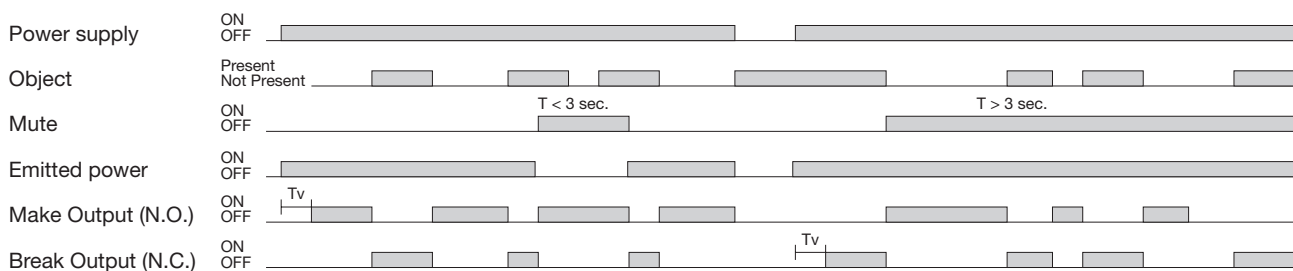 Power supply ON
OFF
Object Present
Not Present
T < 3 sec. T > 3 sec.
Mute ON
OFF
Emitted power ON
OFF
Tv
Make Output (N.O.) ON
OFF
Tv
Break Output (N.C.) ON
OFF